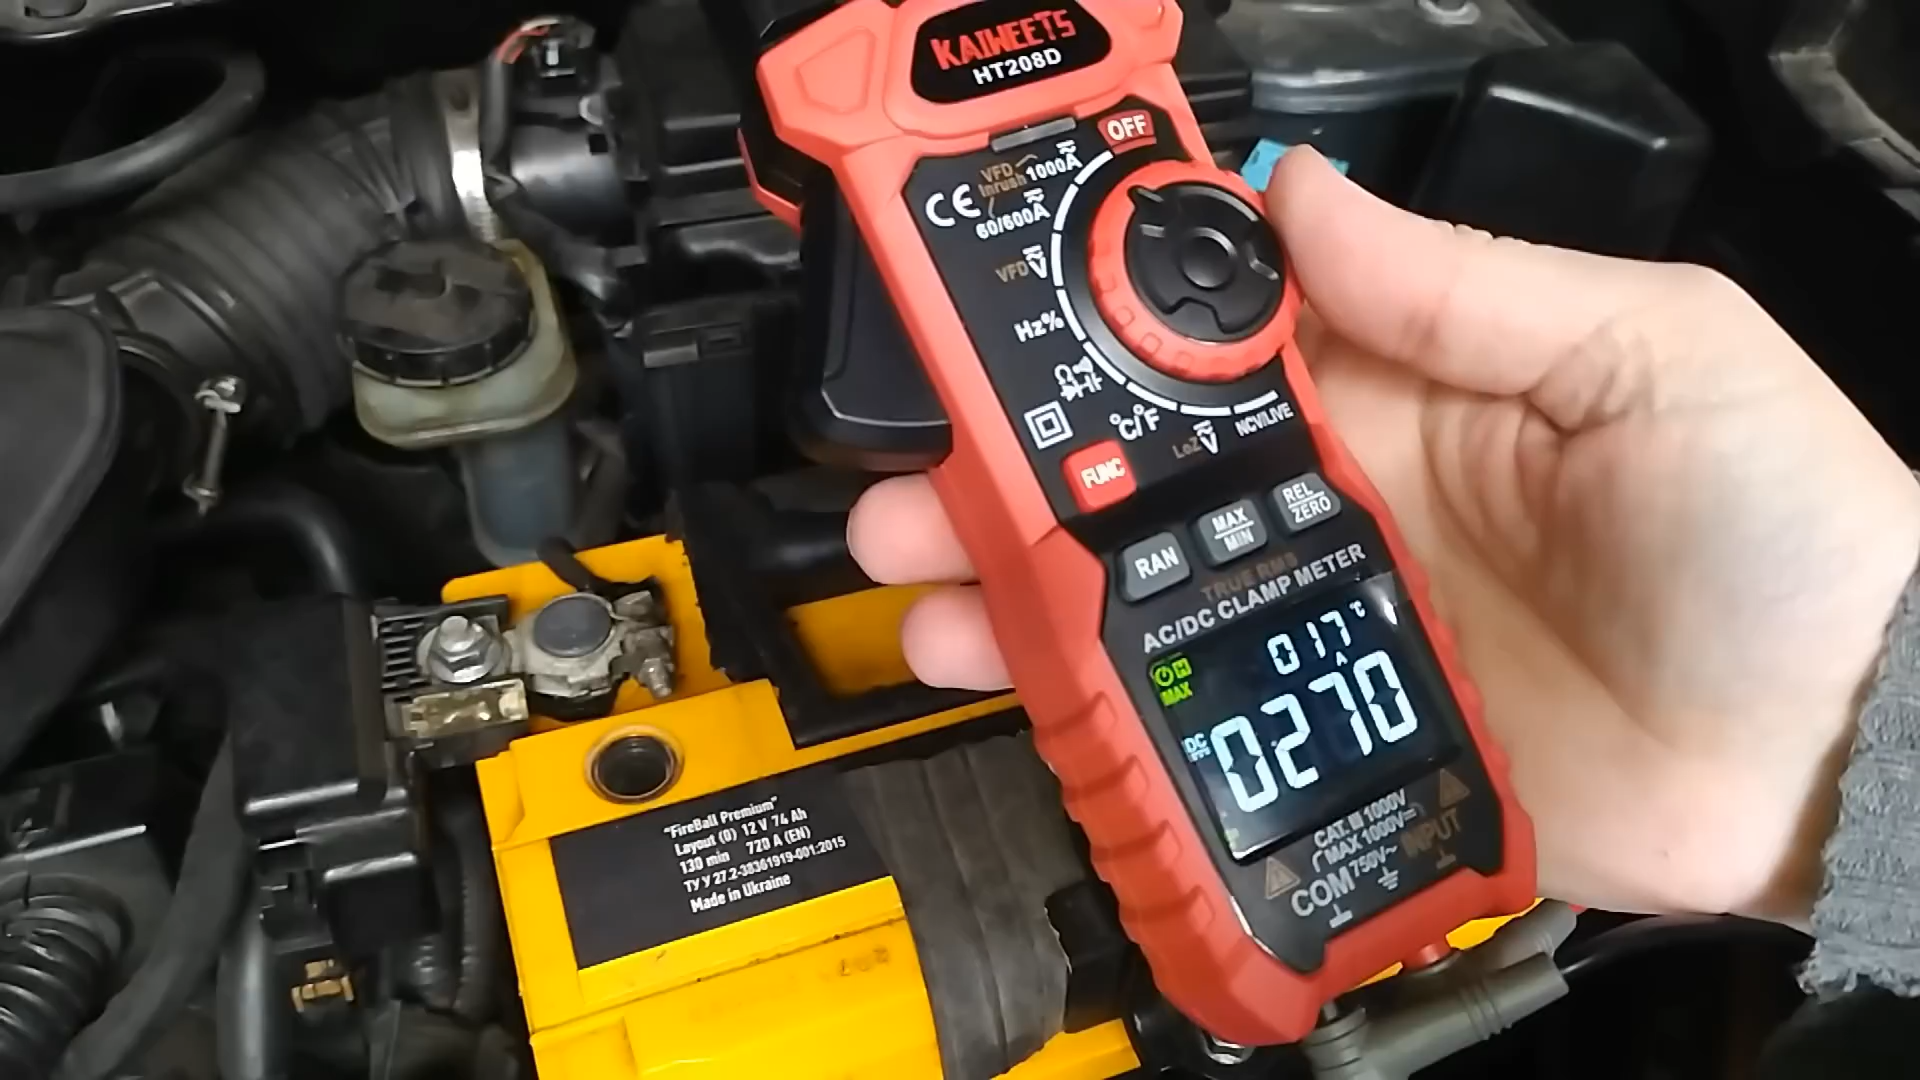 KAIWEETS
HT208D
OFF
VFD
Inrush 1000A
CE
60/600A
VFD V
Hz%
Ω
°C/°F
LoZ V
NCV/LIVE
FUNC
RAN
MAX
MIN
REL
ZERO
TRUE RMS
AC/DC CLAMP METER
017 °C
H
MAX
A
DC
0270
CAT. III 1000V
MAX 1000V
750V~
COM
INPUT
"FireBall Premium"
Layout (0) 12 V 74 Ah
130 min 720 A (EN)
ТУ У 27.2-38361919-001:2015
Made in Ukraine